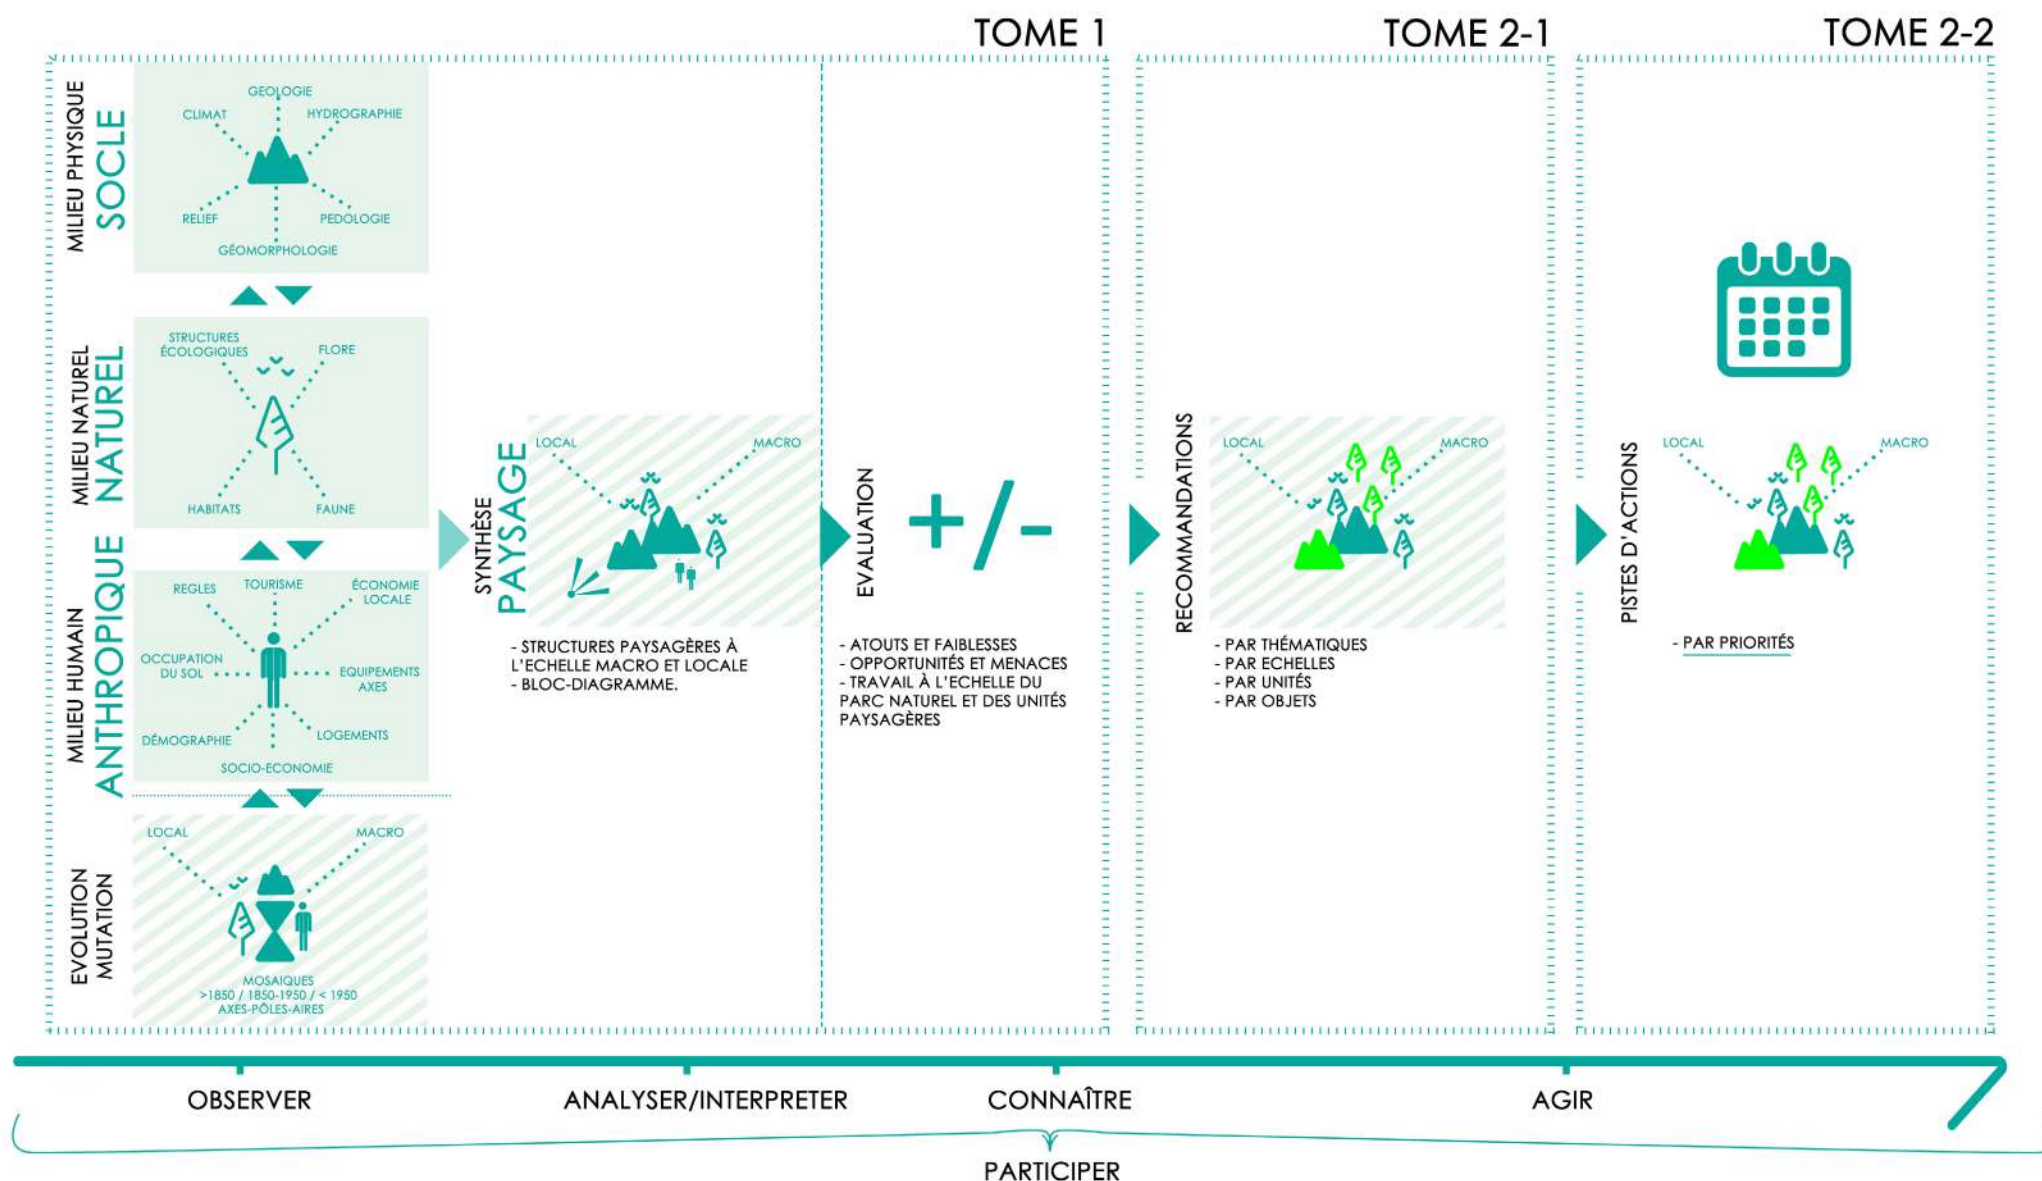 TOME 1
TOME 2-1
TOME 2-2
MILIEU PHYSIQUE
SOCLE
GEOLOGIE
CLIMAT
HYDROGRAPHIE
RELIEF
PEDOLOGIE
GÉOMORPHOLOGIE
MILIEU NATUREL
NATUREL
STRUCTURES
ÉCOLOGIQUES
FLORE
HABITATS
FAUNE
MILIEU HUMAIN
ANTHROPIQUE
REGLES
TOURISME
ÉCONOMIE
LOCALE
OCCUPATION
DU SOL
EQUIPEMENTS
AXES
DÉMOGRAPHIE
LOGEMENTS
SOCIO-ECONOMIE
EVOLUTION
MUTATION
LOCAL
MACRO
MOSAIQUES
>1850 / 1850-1950 / < 1950
AXES-PÔLES-AIRES
SYNTHÈSE
PAYSAGE
LOCAL
MACRO
- STRUCTURES PAYSAGÈRES À
L'ECHELLE MACRO ET LOCALE
- BLOC-DIAGRAMME.
EVALUATION
+/-
- ATOUTS ET FAIBLESSES
- OPPORTUNITÉS ET MENACES
- TRAVAIL À L'ECHELLE DU
PARC NATUREL ET DES UNITÉS
PAYSAGÈRES
RECOMMANDATIONS
LOCAL
MACRO
- PAR THÉMATIQUES
- PAR ECHELLES
- PAR UNITÉS
- PAR OBJETS
PISTES D'ACTIONS
LOCAL
MACRO
- PAR PRIORITÉS
OBSERVER
ANALYSER/INTERPRETER
CONNAÎTRE
AGIR
PARTICIPER